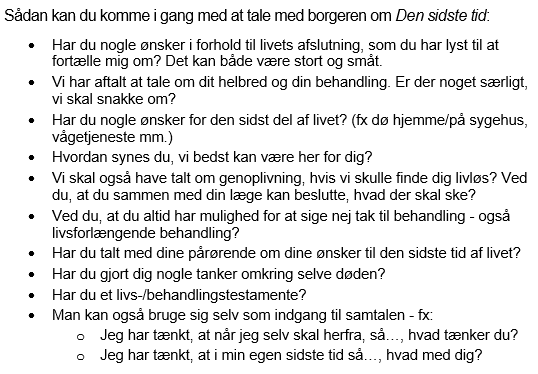 Sådan kan du komme i gang med at tale med borgeren om Den sidste tid:
• Har du nogle ønsker i forhold til livets afslutning, som du har lyst til at
fortælle mig om? Det kan både være stort og småt.
• Vi har aftalt at tale om dit helbred og din behandling. Er der noget særligt,
vi skal snakke om?
• Har du nogle ønsker for den sidst del af livet? (fx dø hjemme/på sygehus,
vågetjeneste mm.)
• Hvordan synes du, vi bedst kan være her for dig?
• Vi skal også have talt om genoplivning, hvis vi skulle finde dig livløs? Ved
du, at du sammen med din læge kan beslutte, hvad der skal ske?
• Ved du, at du altid har mulighed for at sige nej tak til behandling - også
livsforlængende behandling?
• Har du talt med dine pårørende om dine ønsker til den sidste tid af livet?
• Har du gjort dig nogle tanker omkring selve døden?
• Har du et livs-/behandlingstestamente?
• Man kan også bruge sig selv som indgang til samtalen - fx:
o Jeg har tænkt, at når jeg selv skal herfra, så…, hvad tænker du?
o Jeg har tænkt, at i min egen sidste tid så…, hvad med dig?